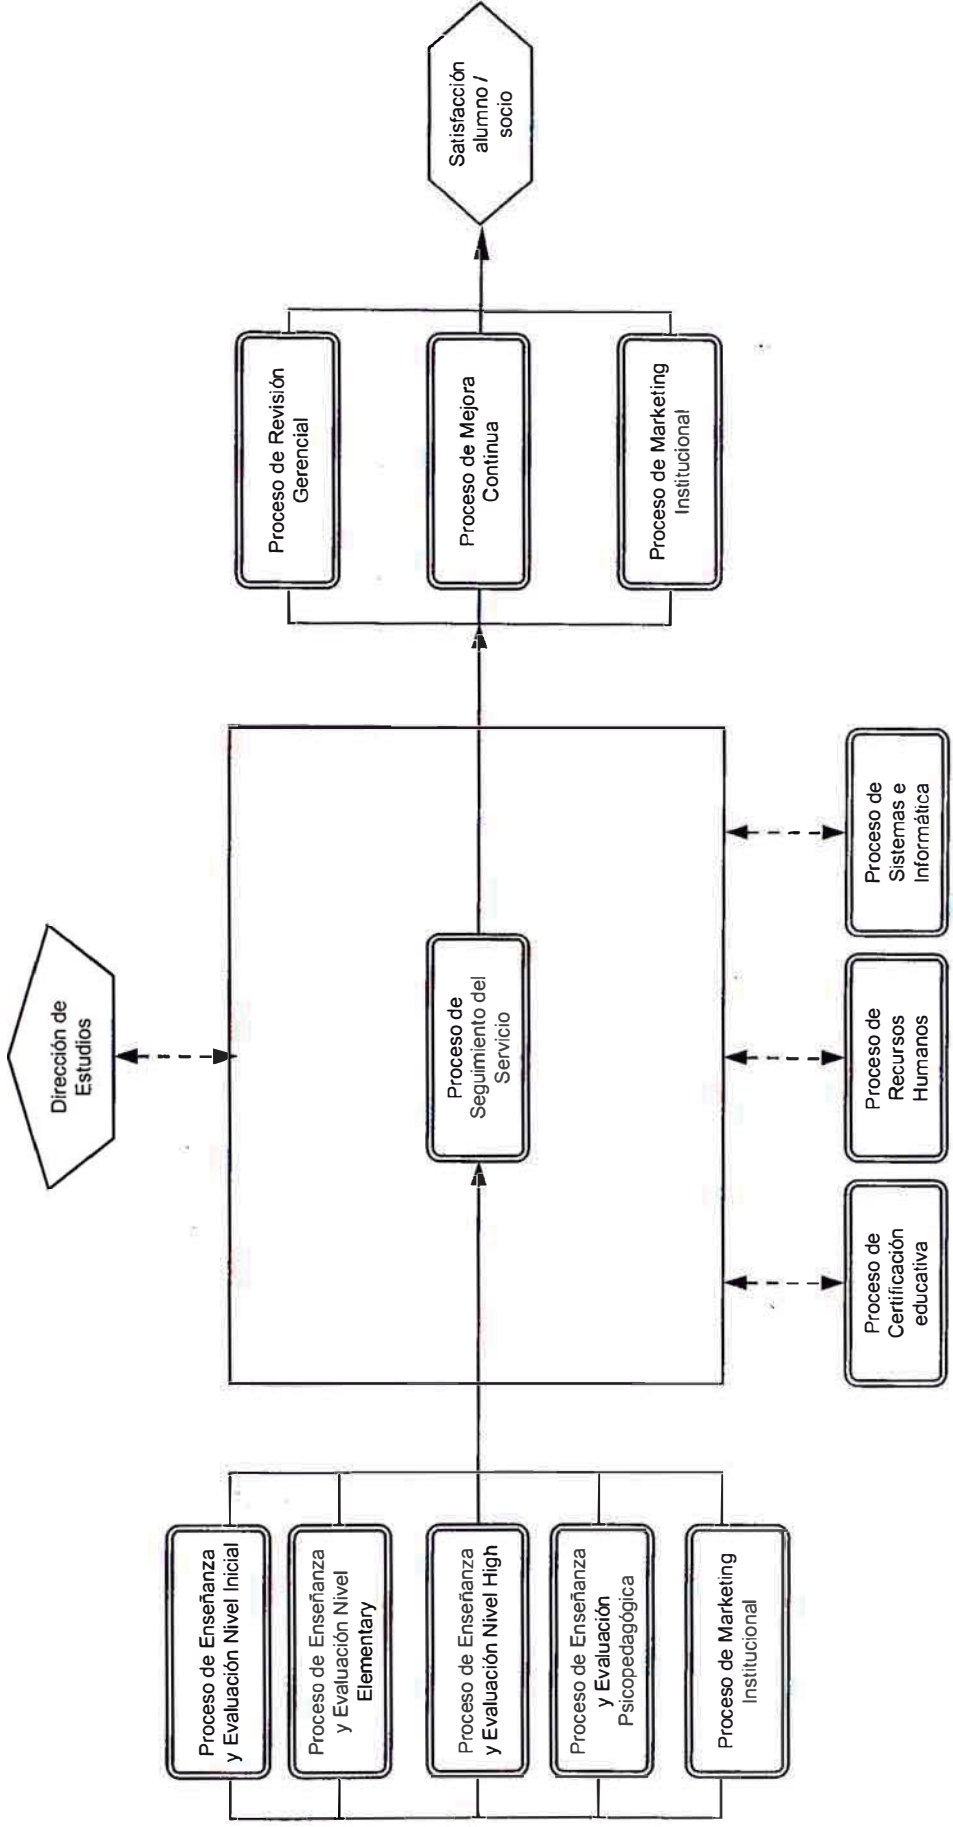 Dirección de
Estudios
Proceso de Enseñanza
y Evaluación Nivel Inicial
Proceso de Enseñanza
y Evaluación Nivel
Elementary
Proceso de Enseñanza
y Evaluación Nivel High
Proceso de Enseñanza
y Evaluación
Psicopedagógica
Proceso de Marketing
Institucional
Proceso de
Seguimiento del
Servicio
Proceso de Revisión
Gerencial
Proceso de Mejora
Continua
Proceso de Marketing
Institucional
Satisfacción
alumno /
socio
Proceso de
Certificación
educativa
Proceso de
Recursos
Humanos
Proceso de
Sistemas e
Informática